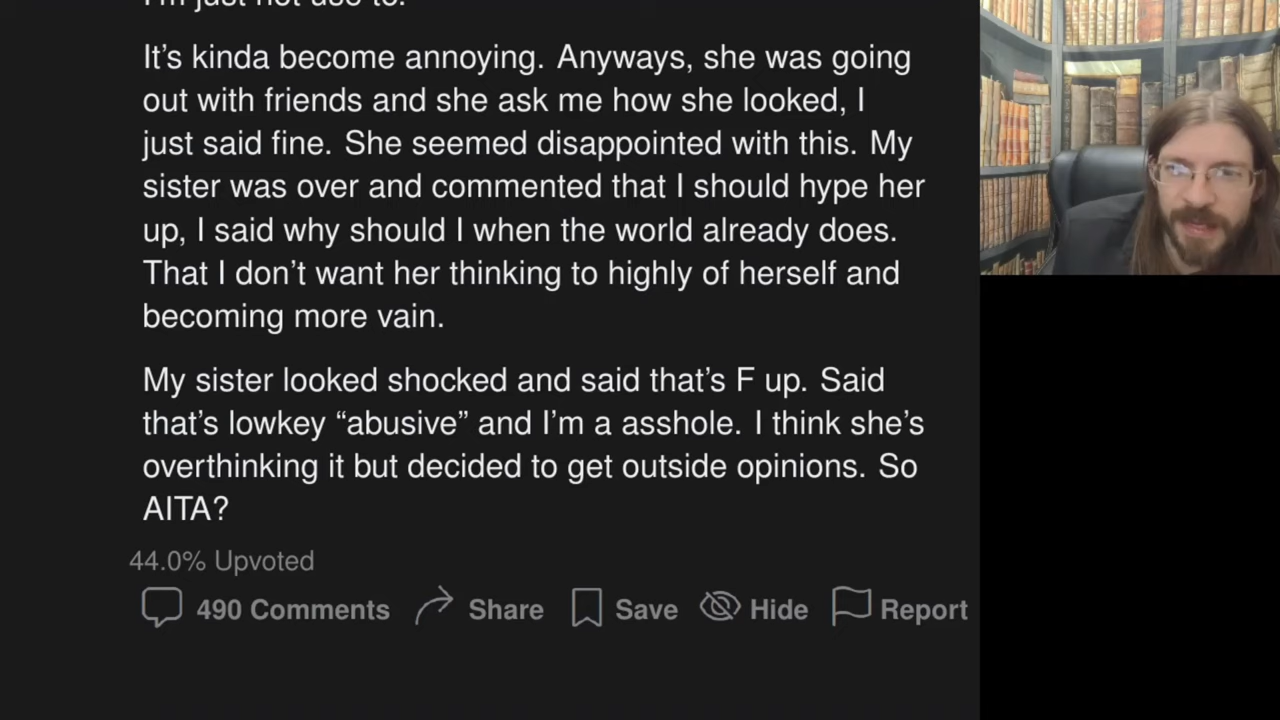 I'm just not use to.
It's kinda become annoying. Anyways, she was going
out with friends and she ask me how she looked, I
just said fine. She seemed disappointed with this. My
sister was over and commented that I should hype her
up, I said why should I when the world already does.
That I don't want her thinking to highly of herself and
becoming more vain.
My sister looked shocked and said that's F up. Said
that's lowkey “abusive” and I'm a asshole. I think she's
overthinking it but decided to get outside opinions. So
AITA?
44.0% Upvoted
490 Comments Share Save Hide Report